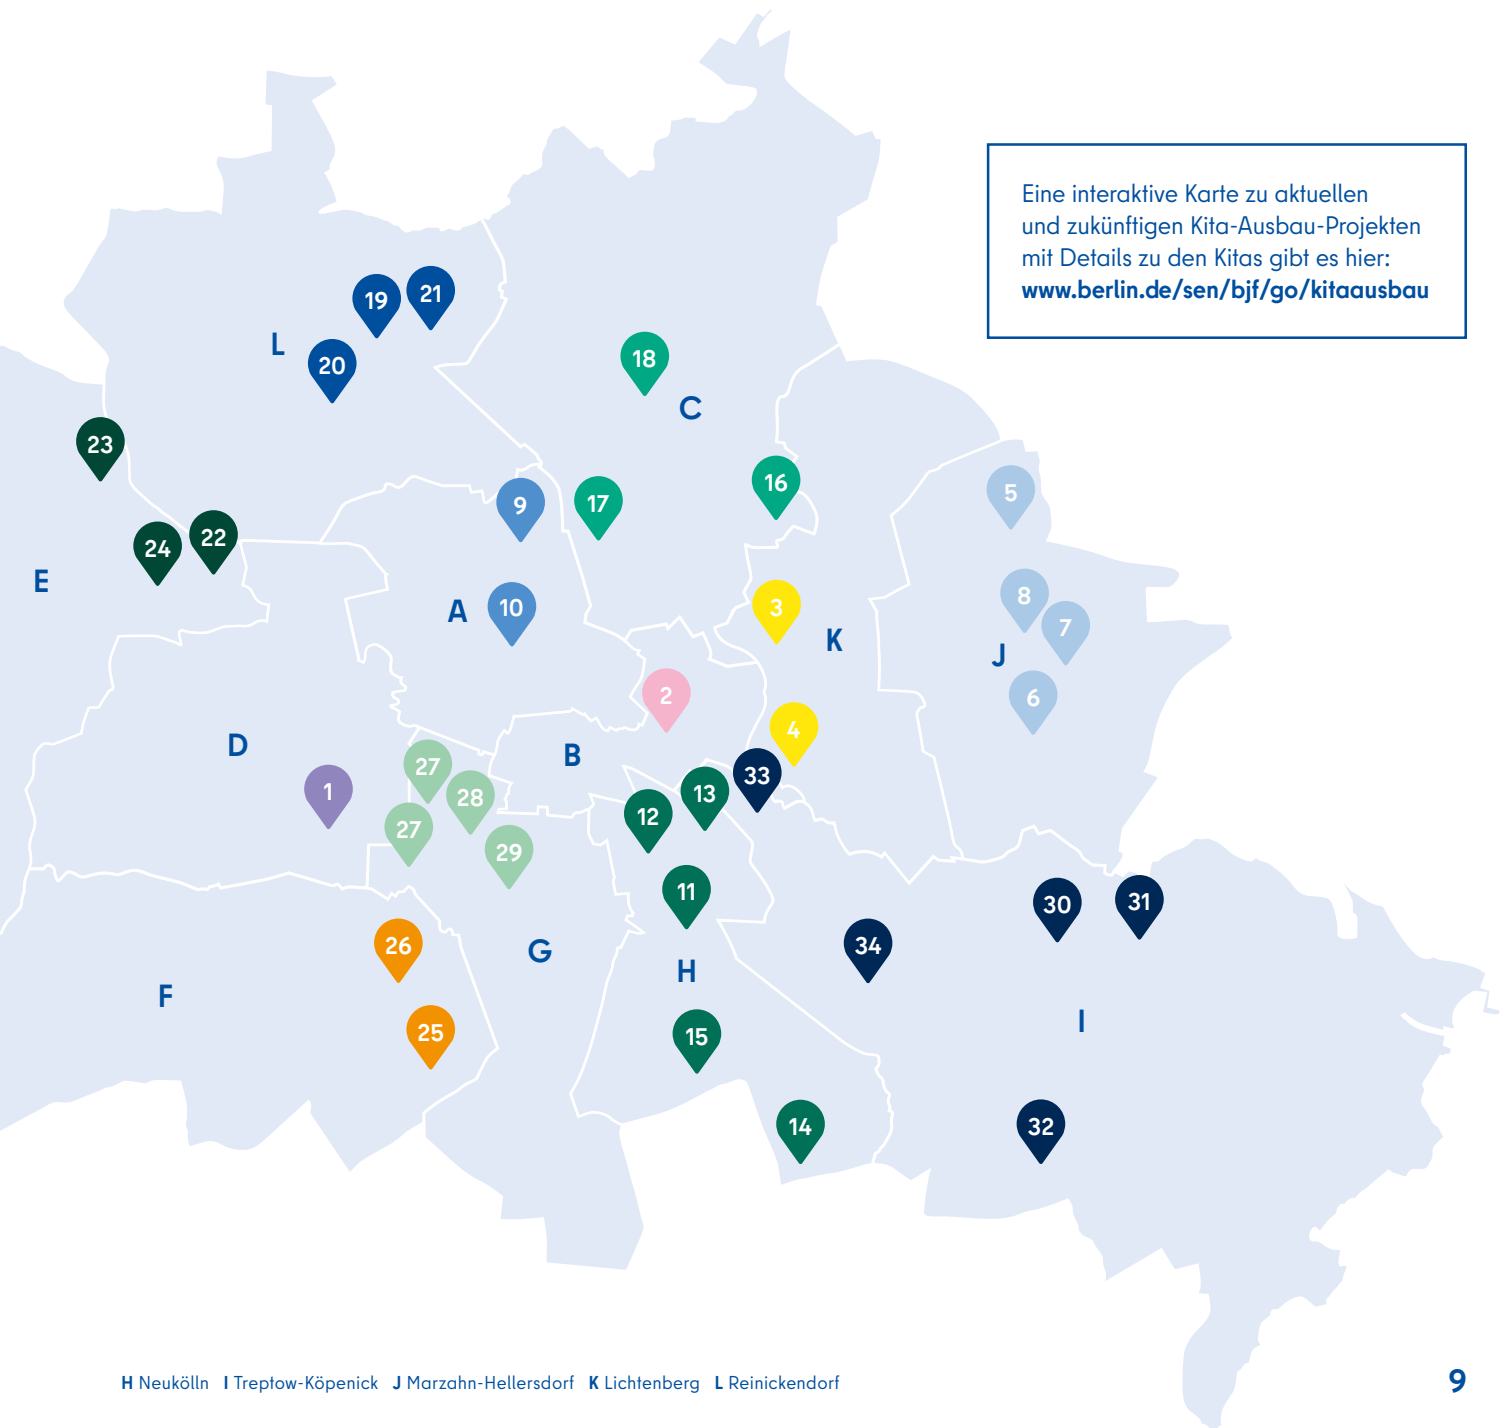 Eine interaktive Karte zu aktuellen
und zukünftigen Kita-Ausbau-Projekten
mit Details zu den Kitas gibt es hier:
www.berlin.de/sen/bjf/go/kitaausbau
19
21
L
20
18
C
23
16
5
9
17
24
22
E
8
3
A
10
7
K
J
2
6
4
D
B
27
33
1
28
13
12
27
29
11
31
30
26
34
G
H
F
I
25
15
14
32
H Neukölln I Treptow-Köpenick J Marzahn-Hellersdorf K Lichtenberg L Reinickendorf
9